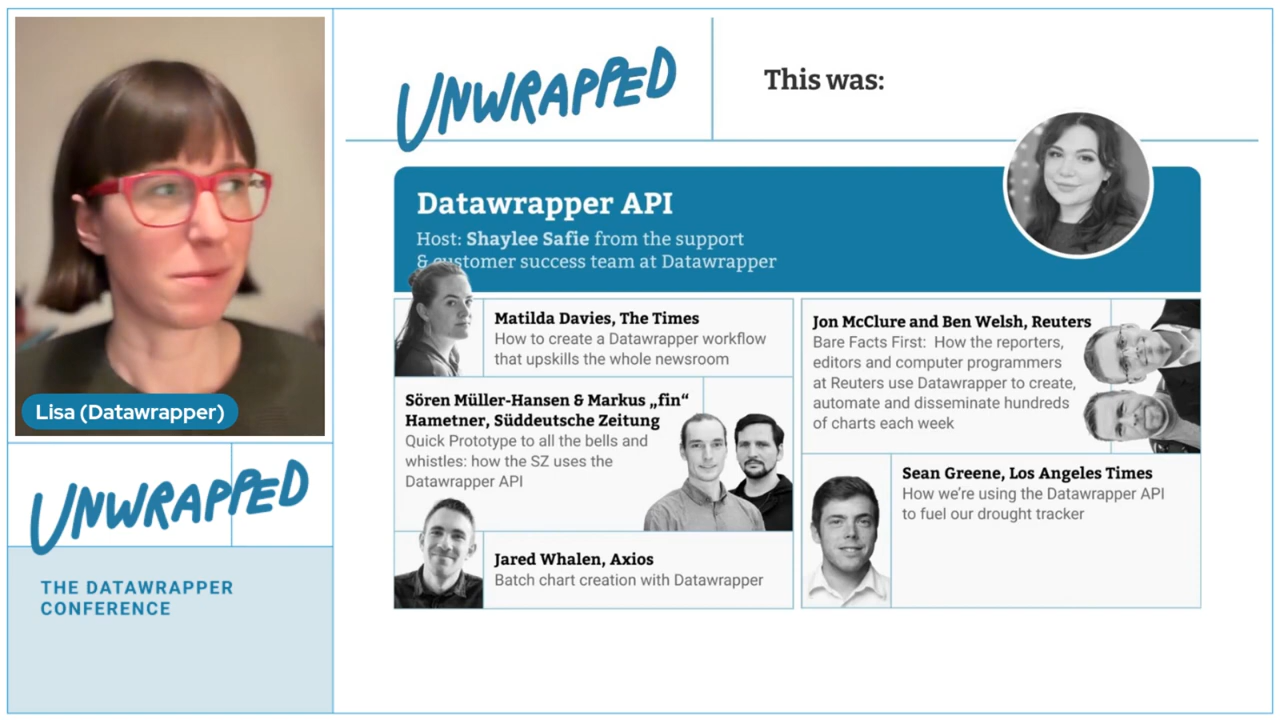 Lisa (Datawrapper)
UNWRAPPED
THE DATAWRAPPER
CONFERENCE
UNWRAPPED
This was:
Datawrapper API
Host: Shaylee Safie from the support
& customer success team at Datawrapper
Matilda Davies, The Times
How to create a Datawrapper workflow
that upskills the whole newsroom
Sören Müller-Hansen & Markus „fin“
Hametner, Süddeutsche Zeitung
Quick Prototype to all the bells and
whistles: how the SZ uses the
Datawrapper API
Jared Whalen, Axios
Batch chart creation with Datawrapper
Jon McClure and Ben Welsh, Reuters
Bare Facts First: How the reporters,
editors and computer programmers
at Reuters use Datawrapper to create,
automate and disseminate hundreds
of charts each week
Sean Greene, Los Angeles Times
How we’re using the Datawrapper API
to fuel our drought tracker